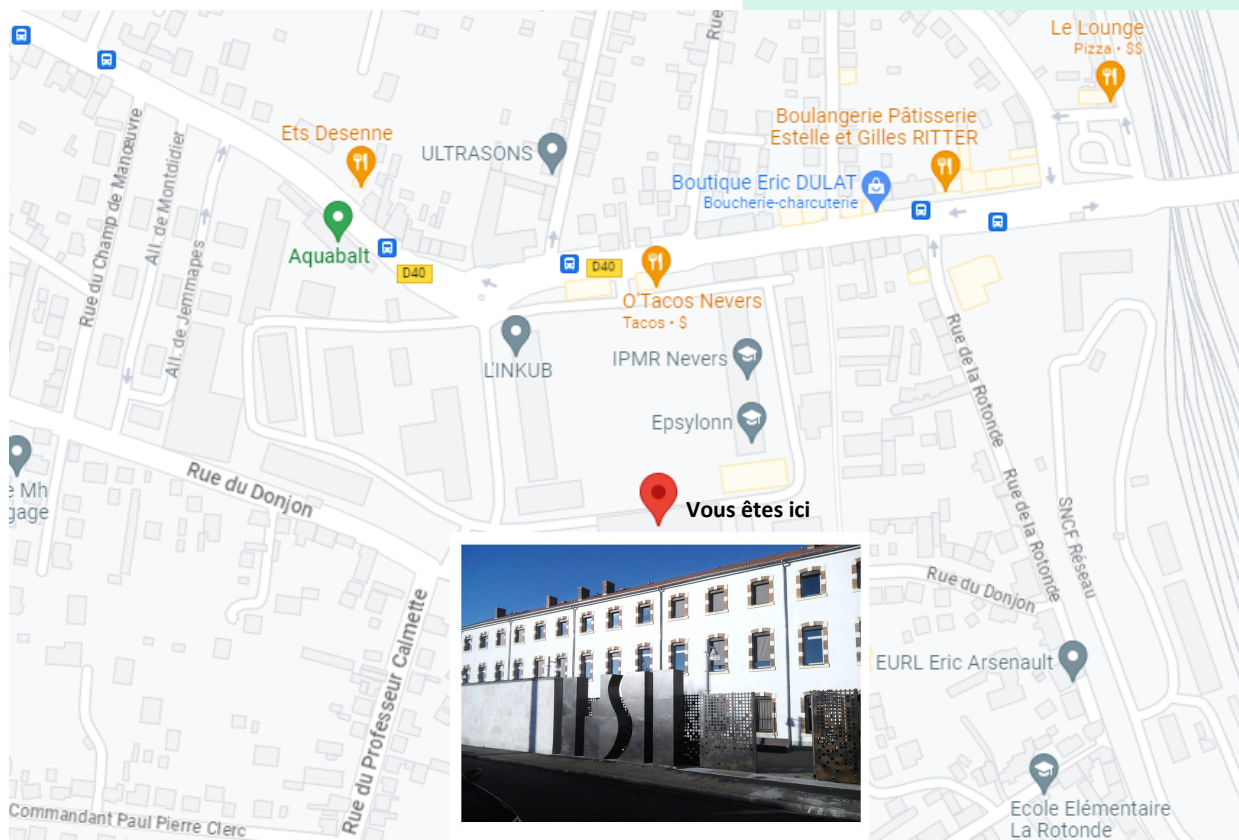 Le Lounge
Pizza • $$
Rue
Boulangerie Pâtisserie
Estelle et Gilles RITTER
Ets Desenne
ULTRASONS
Boutique Eric DULAT
Boucherie-charcuterie
Rue du Champ de Manœuvre
All. de Montdidier
All. de Jemmapes
Aquabalt
D40
D40
O'Tacos Nevers
Tacos • $
L'INKUB
IPMR Nevers
Epsylonn
Rue de la Rotonde
Rue de la Rotonde
SNCF Réseau
e Mh
gage
Rue du Donjon
Vous êtes ici
Rue du Donjon
Rue du Professeur Calmette
EURL Eric Arsenault
Ecole Elémentaire
La Rotonde
Commandant Paul Pierre Clerc